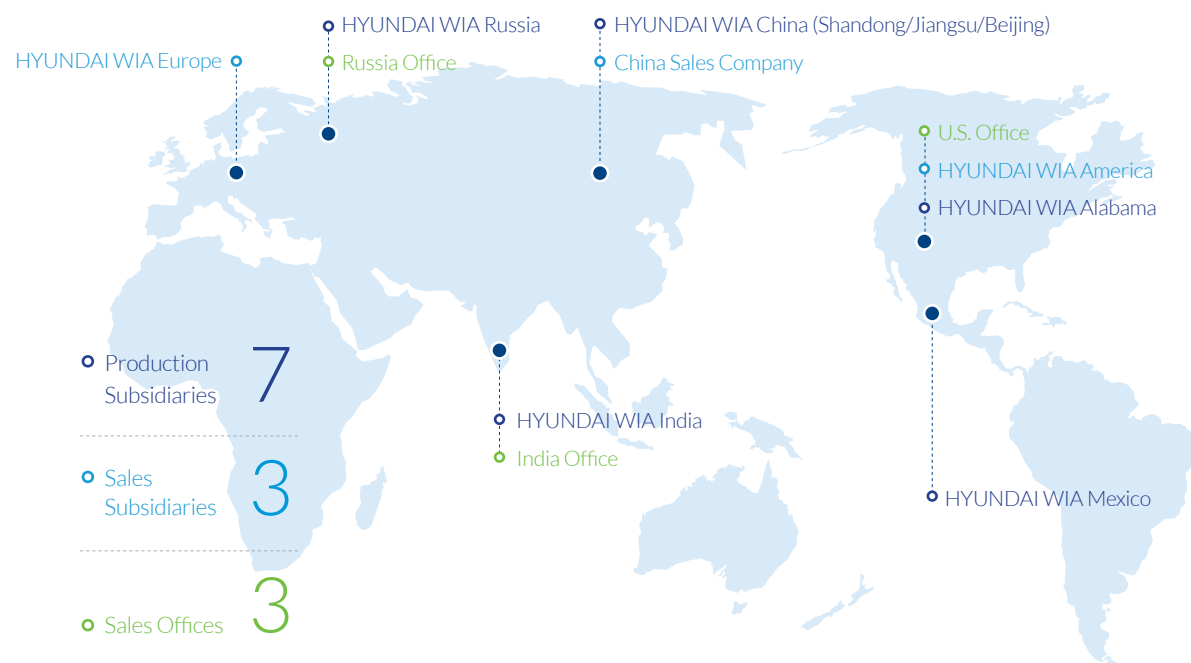 HYUNDAI WIA Russia
HYUNDAI WIA China (Shandong/Jiangsu/Beijing)
HYUNDAI WIA Europe
Russia Office
China Sales Company
U.S. Office
HYUNDAI WIA America
HYUNDAI WIA Alabama
Production
Subsidiaries
7
HYUNDAI WIA India
India Office
Sales
Subsidiaries
3
HYUNDAI WIA Mexico
Sales Offices
3